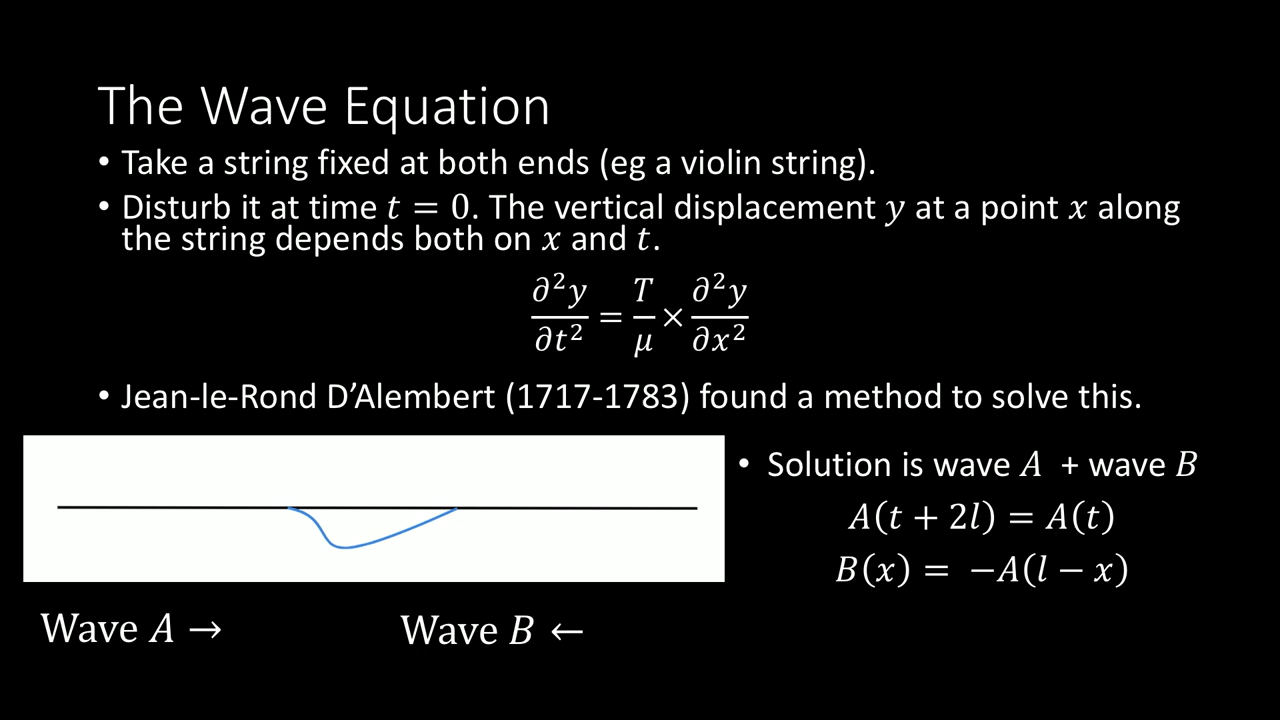 The Wave Equation
• Take a string fixed at both ends (eg a violin string).
• Disturb it at time 𝑡 = 0. The vertical displacement 𝑦 at a point 𝑥 along
the string depends both on 𝑥 and 𝑡.
∂²𝑦/∂𝑡² = 𝑇/𝜇 × ∂²𝑦/∂𝑥²
• Jean-le-Rond D’Alembert (1717-1783) found a method to solve this.
• Solution is wave 𝐴 + wave 𝐵
𝐴(𝑡 + 2𝑙) = 𝐴(𝑡)
𝐵(𝑥) = −𝐴(𝑙 − 𝑥)
Wave 𝐴 →
Wave 𝐵 ←